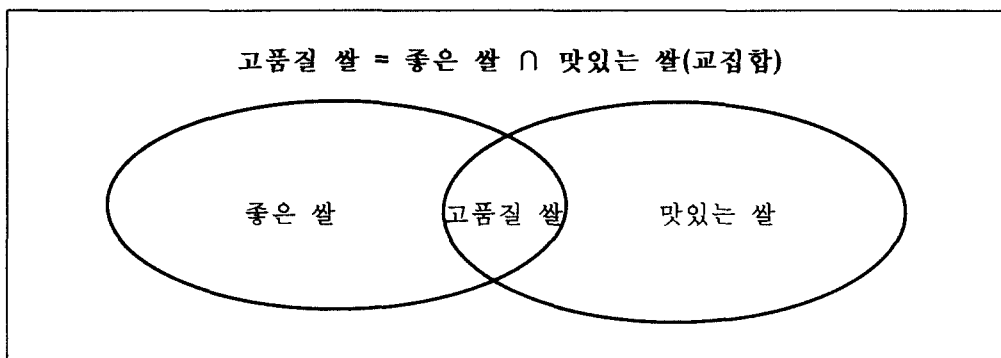 고품질 쌀 = 좋은 쌀 ∩ 맛있는 쌀(교집합)
좋은 쌀 고품질 쌀 맛있는 쌀